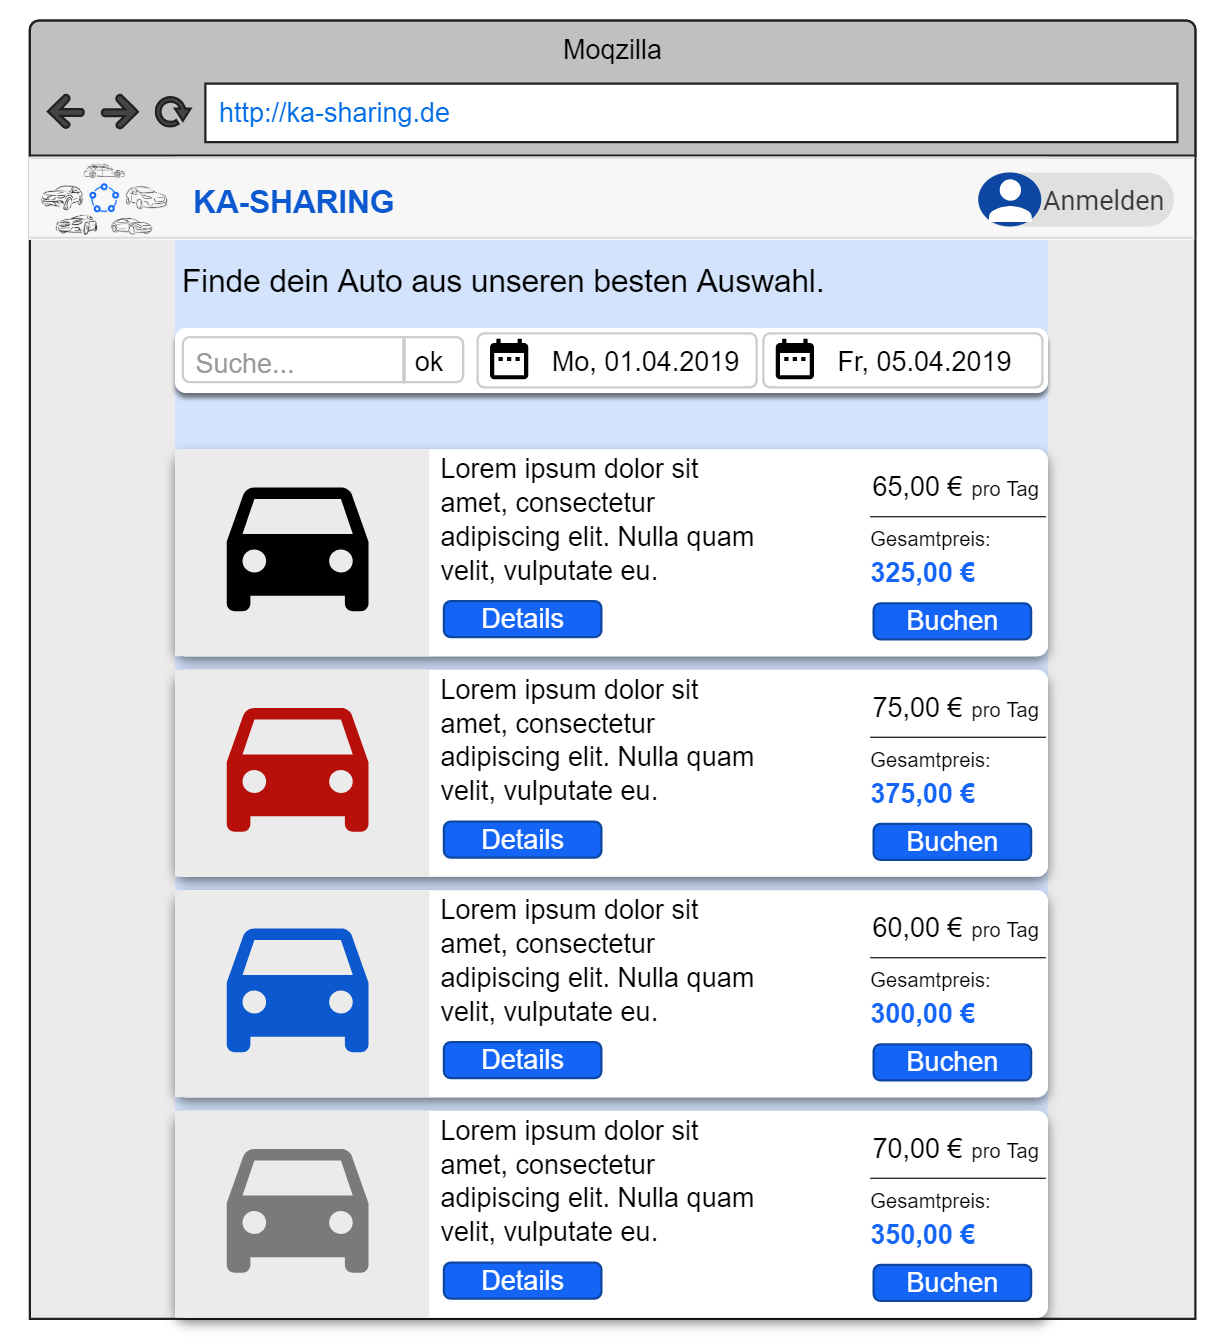 Moqzilla
http://ka-sharing.de
KA-SHARING
Anmelden
Finde dein Auto aus unseren besten Auswahl.
Suche... ok Mo, 01.04.2019 Fr, 05.04.2019
Lorem ipsum dolor sit
amet, consectetur
adipiscing elit. Nulla quam
velit, vulputate eu.
Details
65,00 € pro Tag
Gesamtpreis:
325,00 €
Buchen
Lorem ipsum dolor sit
amet, consectetur
adipiscing elit. Nulla quam
velit, vulputate eu.
Details
75,00 € pro Tag
Gesamtpreis:
375,00 €
Buchen
Lorem ipsum dolor sit
amet, consectetur
adipiscing elit. Nulla quam
velit, vulputate eu.
Details
60,00 € pro Tag
Gesamtpreis:
300,00 €
Buchen
Lorem ipsum dolor sit
amet, consectetur
adipiscing elit. Nulla quam
velit, vulputate eu.
Details
70,00 € pro Tag
Gesamtpreis:
350,00 €
Buchen